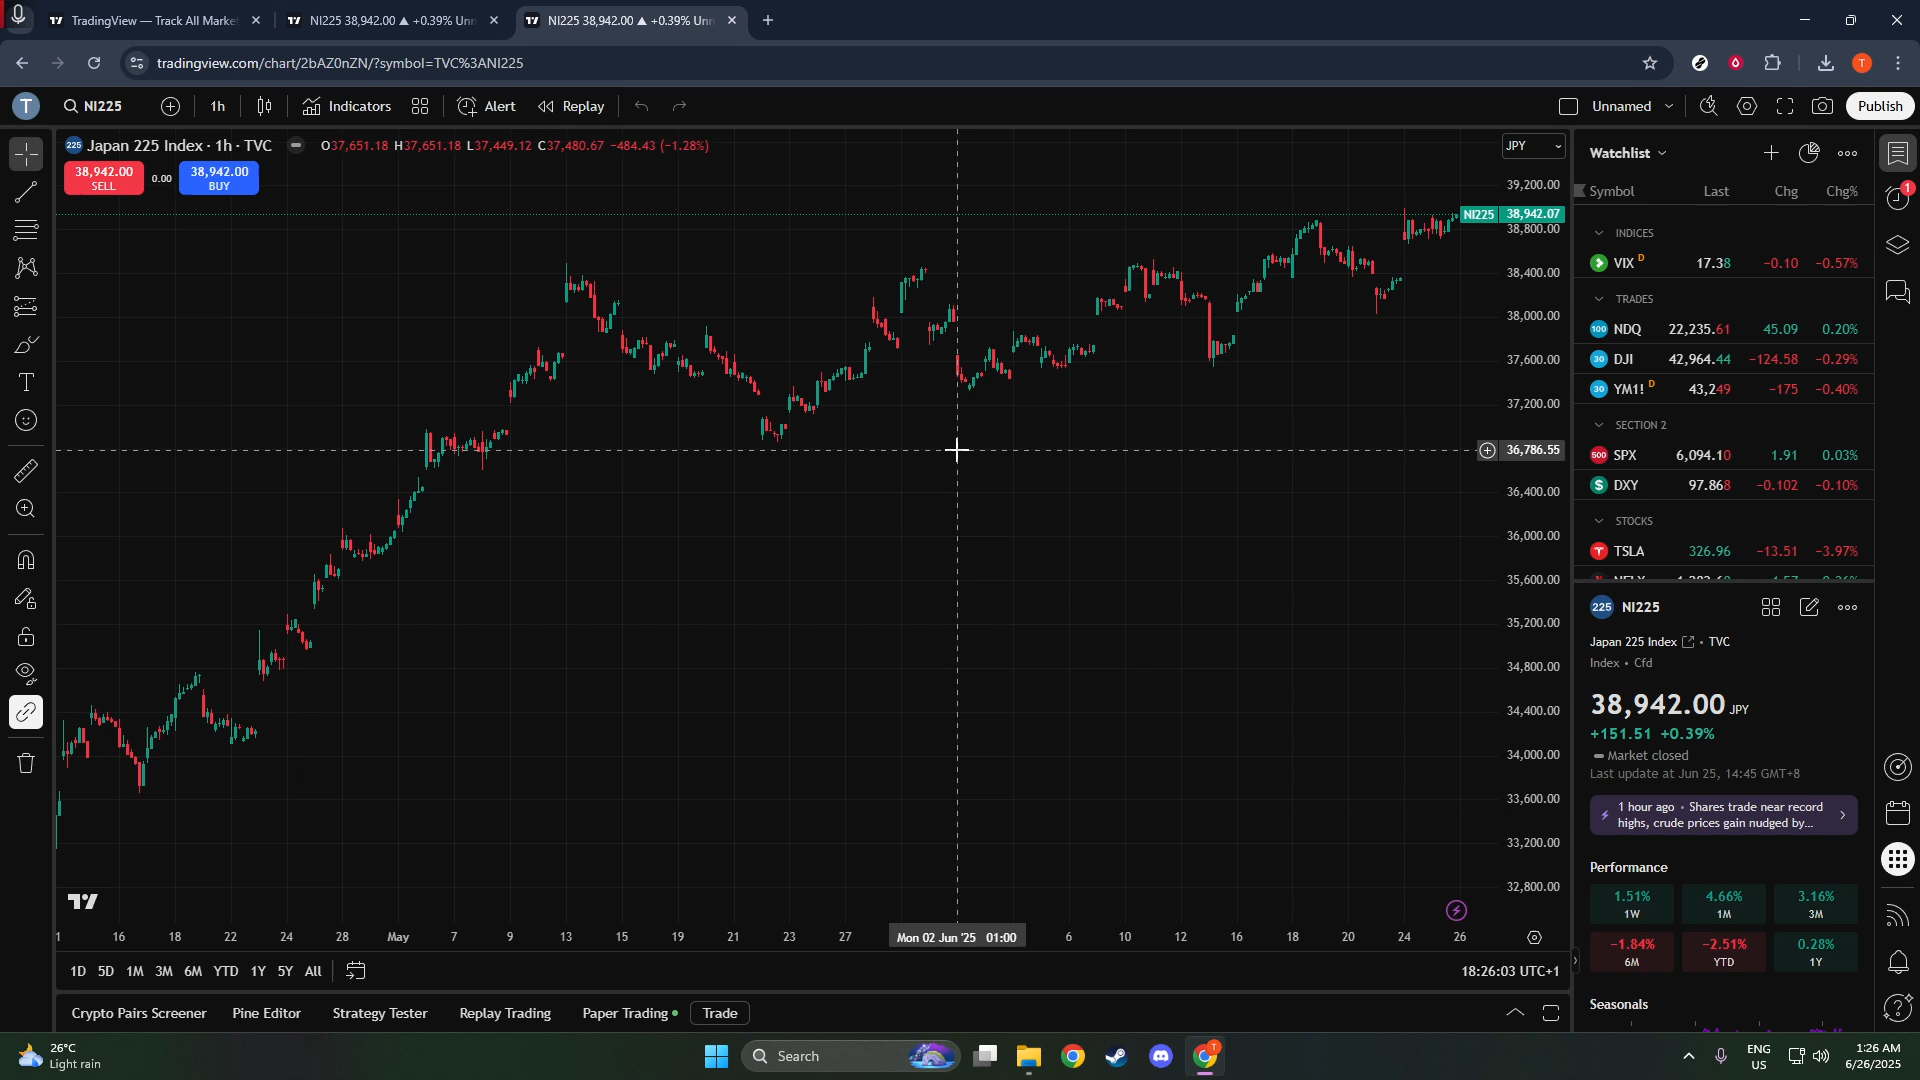 TradingView — Track All Marke
NI225 38,942.00 ▲ +0.39% Unn
NI225 38,942.00 ▲ +0.39% Unn
tradingview.com/chart/2bAZ0nZN/?symbol=TVC%3ANI225
T
T
NI225
1h
Indicators
Alert
Replay
Unnamed
Publish
225
Japan 225 Index · 1h · TVC
O37,651.18 H37,651.18 L37,449.12 C37,480.67 −484.43 (−1.28%)
38,942.00
SELL
0.00
38,942.00
BUY
JPY
39,200.00
NI225
38,942.07
38,800.00
38,400.00
38,000.00
37,600.00
37,200.00
36,786.55
36,400.00
36,000.00
35,600.00
35,200.00
34,800.00
34,400.00
34,000.00
33,600.00
33,200.00
32,800.00
16
18
22
24
28
May
7
9
13
15
19
21
23
27
Mon 02 Jun '25 01:00
6
10
12
16
18
20
24
26
1D 5D 1M 3M 6M YTD 1Y 5Y All
18:26:03 UTC+1
Crypto Pairs Screener
Pine Editor
Strategy Tester
Replay Trading
Paper Trading
Trade
Watchlist
Symbol Last Chg Chg%
INDICES
VIX D 17.38 −0.10 −0.57%
TRADES
100 NDQ 22,235.61 45.09 0.20%
30 DJI 42,964.44 −124.58 −0.29%
30 YM1! D 43,249 −175 −0.40%
SECTION 2
500 SPX 6,094.10 1.91 0.03%
$ DXY 97.868 −0.102 −0.10%
STOCKS
TSLA 326.96 −13.51 −3.97%
225 NI225
Japan 225 Index • TVC
Index • Cfd
38,942.00 JPY
+151.51 +0.39%
Market closed
Last update at Jun 25, 14:45 GMT+8
1 hour ago • Shares trade near record
highs, crude prices gain nudged by...
Performance
1.51%
1W
4.66%
1M
3.16%
3M
−1.84%
6M
−2.51%
YTD
0.28%
1Y
Seasonals
1
26°C
Light rain
Search
T
ENG
US
1:26 AM
6/26/2025